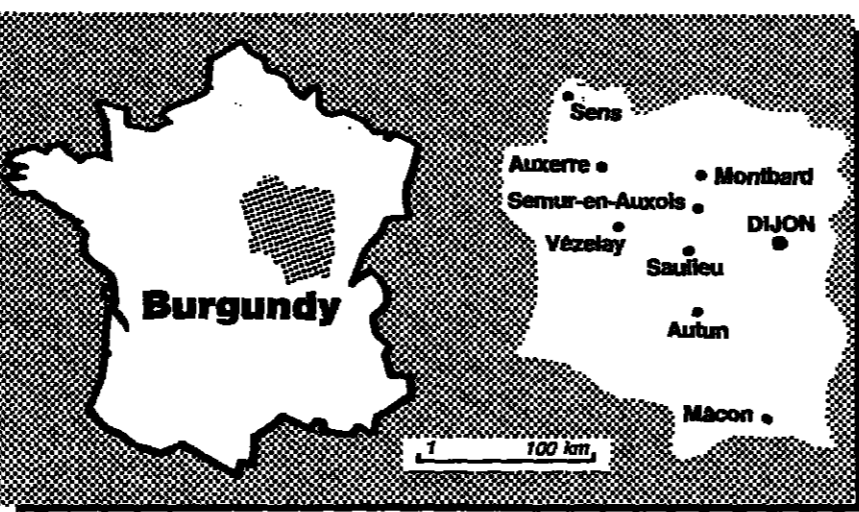 Burgundy
Sens
Auxerre
Montbard
Semur-en-Auxois
DIJON
Vézelay
Saulieu
Autun
Mâcon
1 100 km